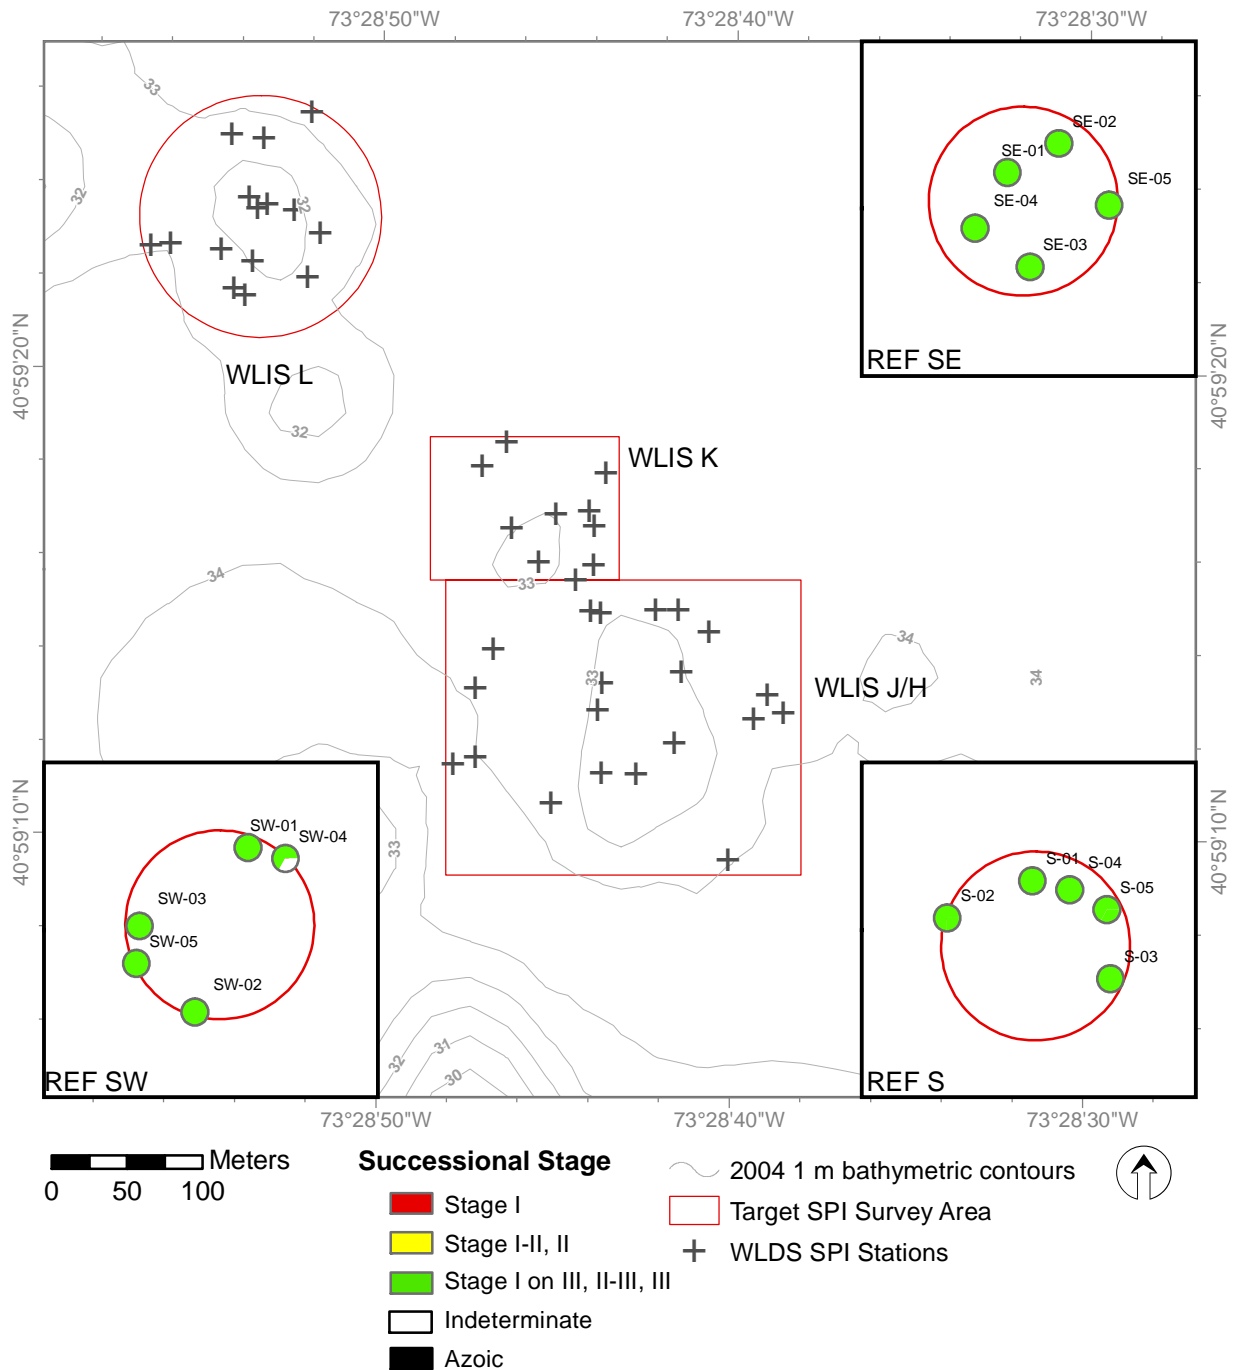 73°28'50"W 73°28'40"W 73°28'30"W
33
32
32
32
SE-02
SE-01
SE-05
SE-04
SE-03
REF SE
40°59'20"N
40°59'20"N
WLIS L
WLIS K
33
34
34
34
33
WLIS J/H
33
SW-01
SW-04
SW-03
SW-05
SW-02
REF SW
40°59'10"N
40°59'10"N
S-01
S-04
S-02
S-05
S-03
REF S
32
31
30
73°28'50"W 73°28'40"W 73°28'30"W
Meters
0 50 100
Successional Stage
Stage I
Stage I-II, II
Stage I on III, II-III, III
Indeterminate
Azoic
2004 1 m bathymetric contours
Target SPI Survey Area
WLDS SPI Stations